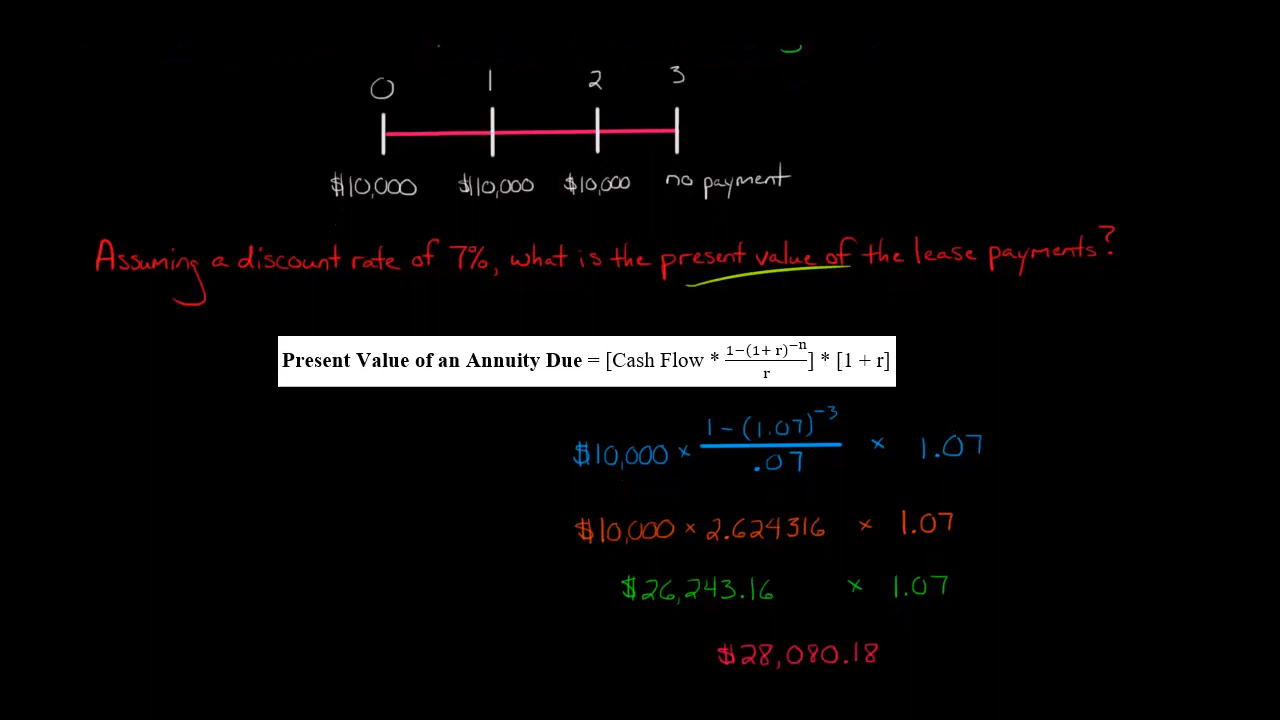 0 1 2 3
$10,000 $10,000 $10,000 no payment
Assuming a discount rate of 7%, what is the present value of the lease payments?
Present Value of an Annuity Due = [Cash Flow * 1−(1+ r)^−n / r] * [1 + r]
$10,000 × 1 − (1.07)^−3 / .07 × 1.07
$10,000 × 2.624316 × 1.07
$26,243.16 × 1.07
$28,080.18